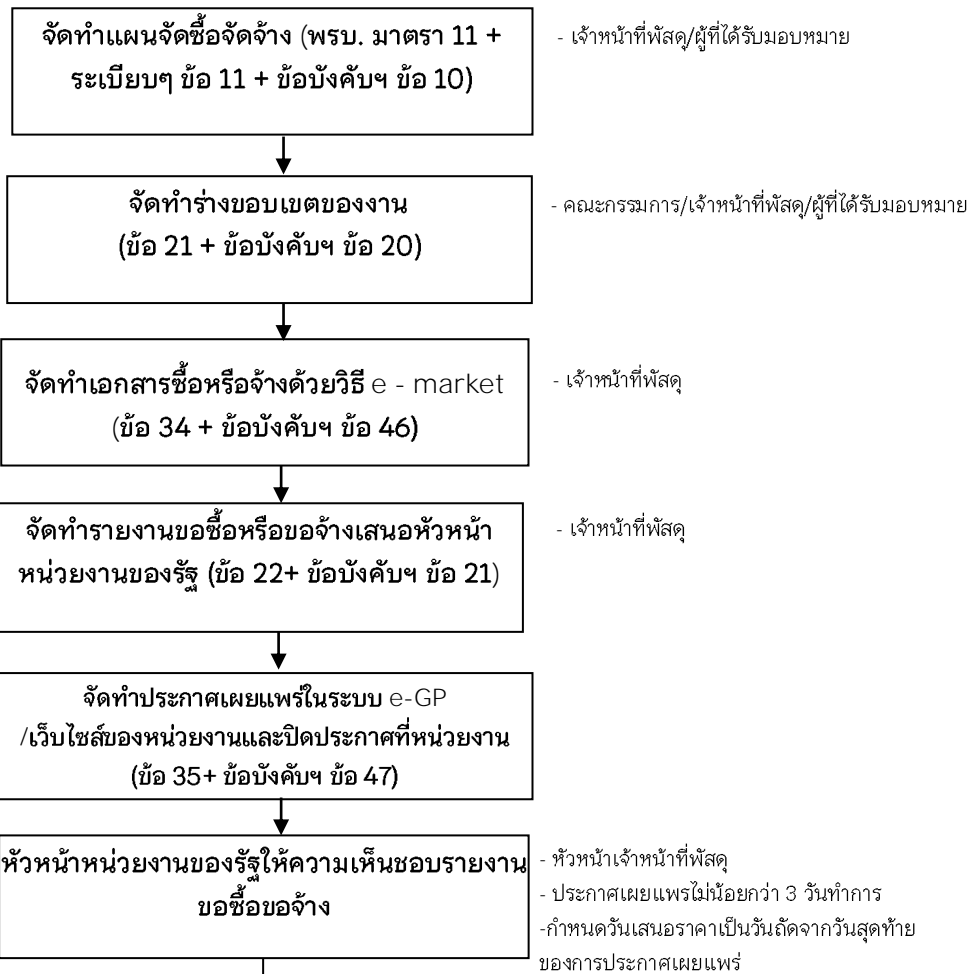 จัดทำแผนจัดซื้อจัดจ้าง (พรบ. มาตรา 11 +
ระเบียบๆ ข้อ 11 + ข้อบังคับฯ ข้อ 10)
- เจ้าหน้าที่พัสดุ/ผู้ที่ได้รับมอบหมาย
จัดทำร่างขอบเขตของงาน
(ข้อ 21 + ข้อบังคับฯ ข้อ 20)
- คณะกรรมการ/เจ้าหน้าที่พัสดุ/ผู้ที่ได้รับมอบหมาย
จัดทำเอกสารซื้อหรือจ้างด้วยวิธี e - market
(ข้อ 34 + ข้อบังคับฯ ข้อ 46)
- เจ้าหน้าที่พัสดุ
จัดทำรายงานขอซื้อหรือขอจ้างเสนอหัวหน้า
หน่วยงานของรัฐ (ข้อ 22+ ข้อบังคับฯ ข้อ 21)
- เจ้าหน้าที่พัสดุ
จัดทำประกาศเผยแพร่ในระบบ e-GP
/เว็บไซส์ของหน่วยงานและปิดประกาศที่หน่วยงาน
(ข้อ 35+ ข้อบังคับฯ ข้อ 47)
หัวหน้าหน่วยงานของรัฐให้ความเห็นชอบรายงาน
ขอซื้อขอจ้าง
- หัวหน้าเจ้าหน้าที่พัสดุ
- ประกาศเผยแพร่ไม่น้อยกว่า 3 วันทำการ
-กำหนดวันเสนอราคาเป็นวันถัดจากวันสุดท้าย
ของการประกาศเผยแพร่